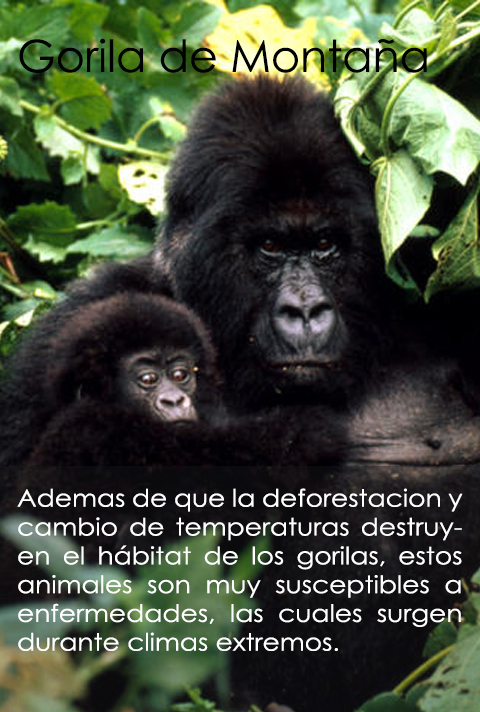 Gorila de Montaña
Ademas de que la deforestacion y
cambio de temperaturas destruy-
en el hábitat de los gorilas, estos
animales son muy susceptibles a
enfermedades, las cuales surgen
durante climas extremos.